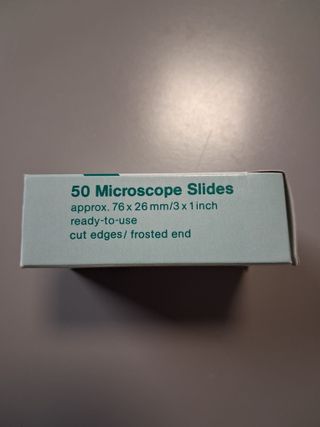 50 Microscope Slides
approx. 76 x 26 mm/3 x 1 inch
ready-to-use
cut edges/ frosted end